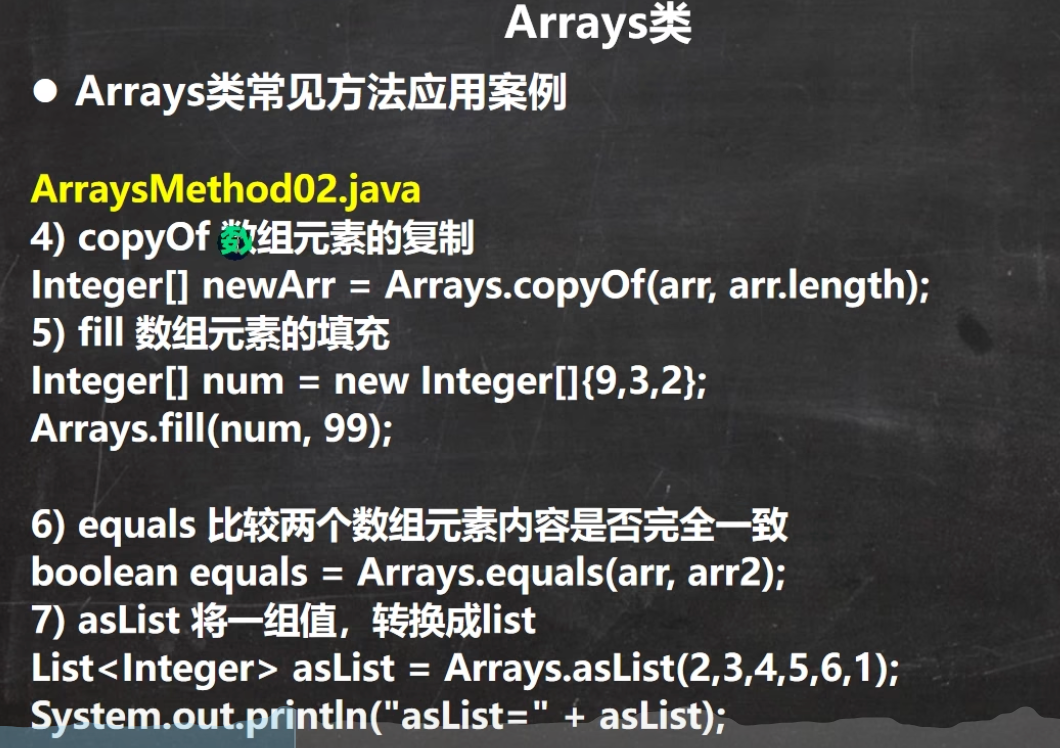 Arrays类
● Arrays类常见方法应用案例
ArraysMethod02.java
4) copyOf 数组元素的复制
Integer[] newArr = Arrays.copyOf(arr, arr.length);
5) fill 数组元素的填充
Integer[] num = new Integer[]{9,3,2};
Arrays.fill(num, 99);
6) equals 比较两个数组元素内容是否完全一致
boolean equals = Arrays.equals(arr, arr2);
7) asList 将一组值，转换成list
List<Integer> asList = Arrays.asList(2,3,4,5,6,1);
System.out.println("asList=" + asList);